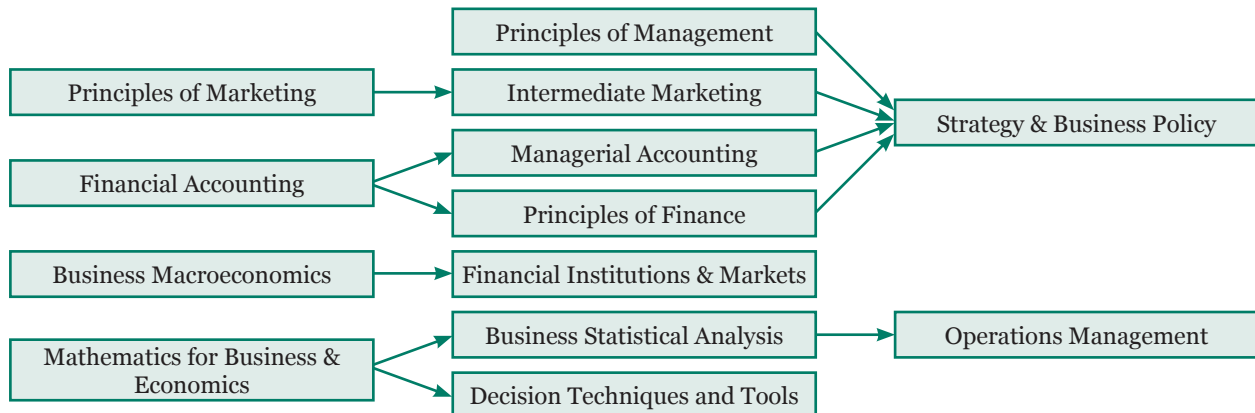 Principles of Management
Principles of Marketing
Intermediate Marketing
Strategy & Business Policy
Managerial Accounting
Financial Accounting
Principles of Finance
Business Macroeconomics
Financial Institutions & Markets
Business Statistical Analysis
Operations Management
Mathematics for Business &
Economics
Decision Techniques and Tools